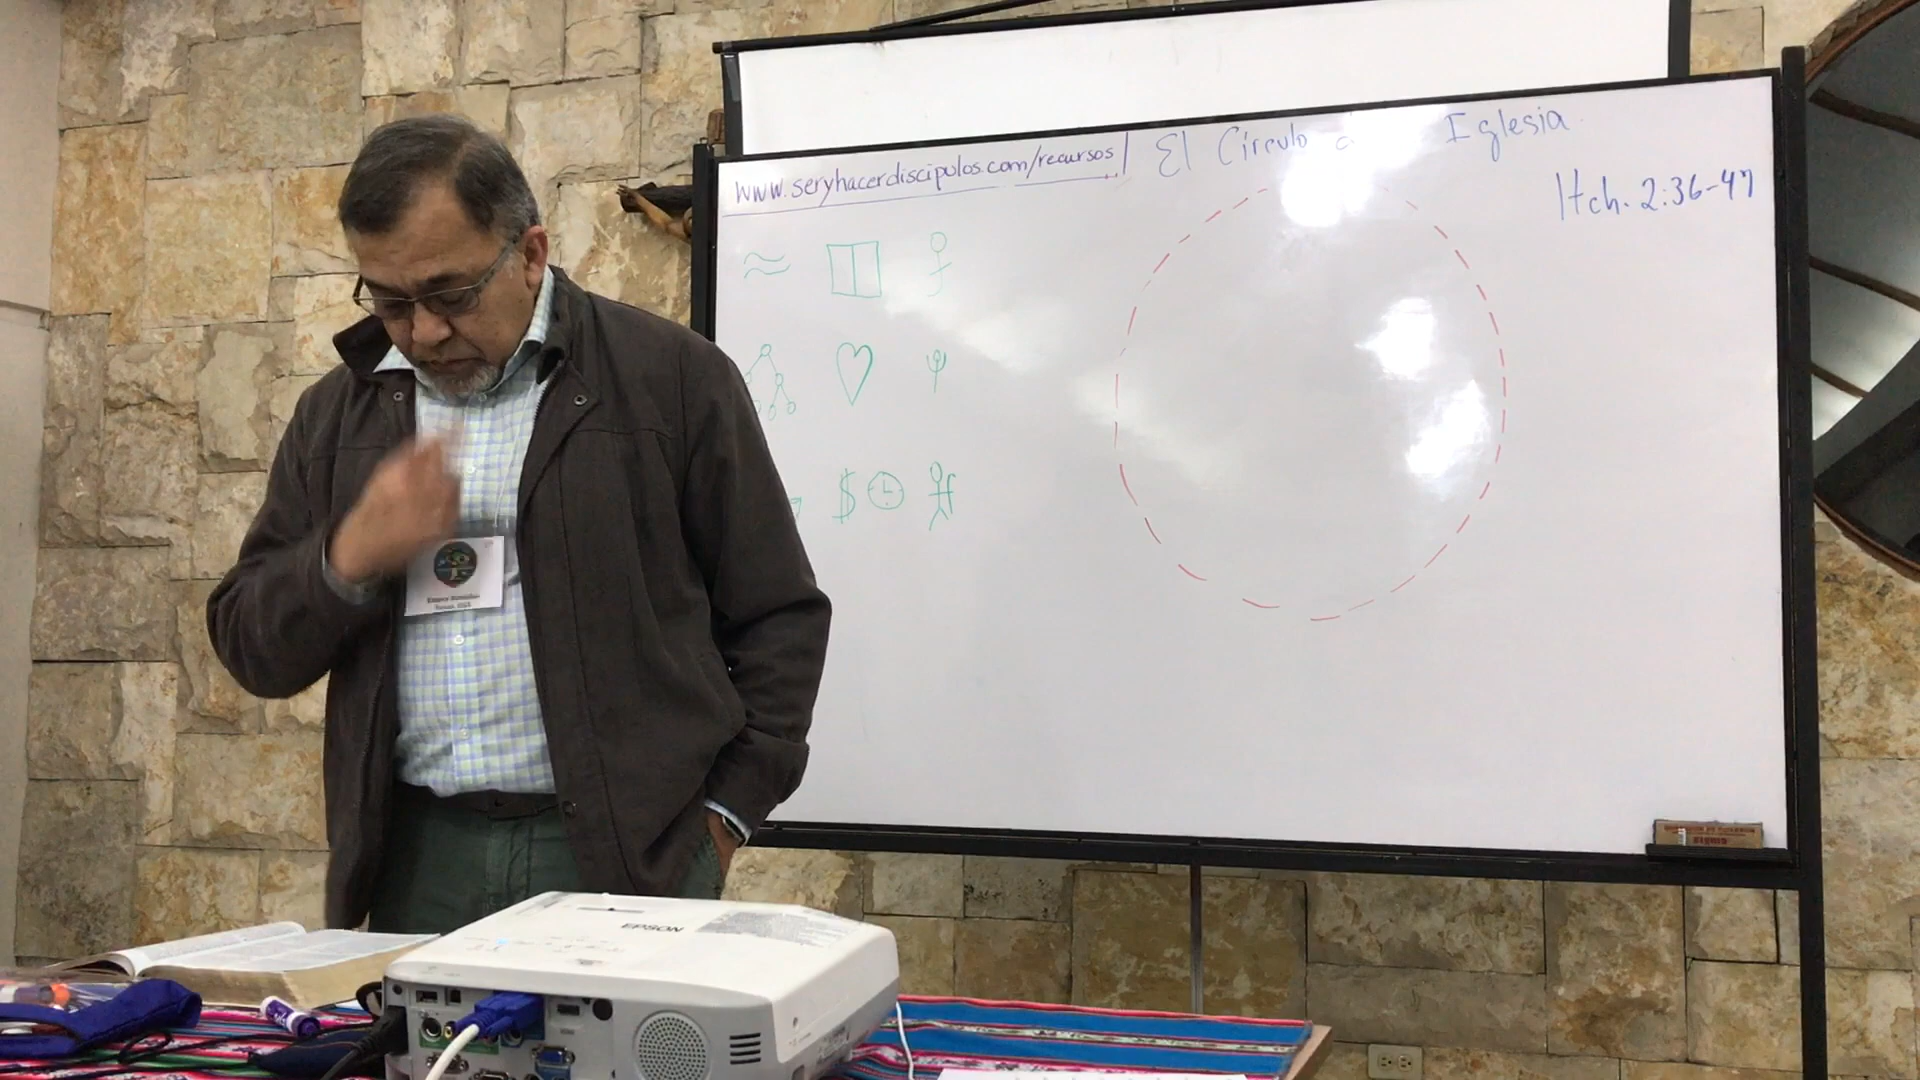 www.seryhacerdiscipulos.com/recursos
El Círculo Iglesia
Hch. 2:36-47
$
EPSON